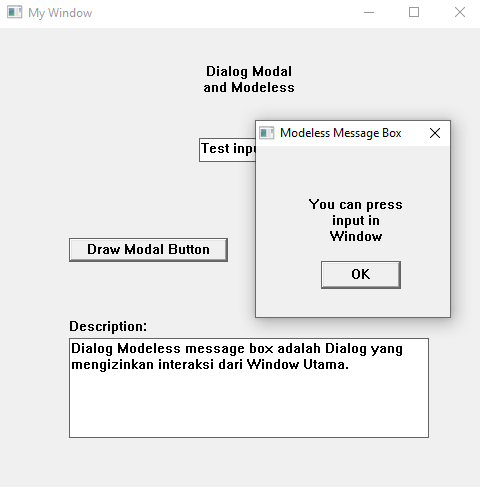 My Window
Dialog Modal
and Modeless
Modeless Message Box
Test inpu
You can press
input in
Window
Draw Modal Button
OK
Description:
Dialog Modeless message box adalah Dialog yang
mengizinkan interaksi dari Window Utama.